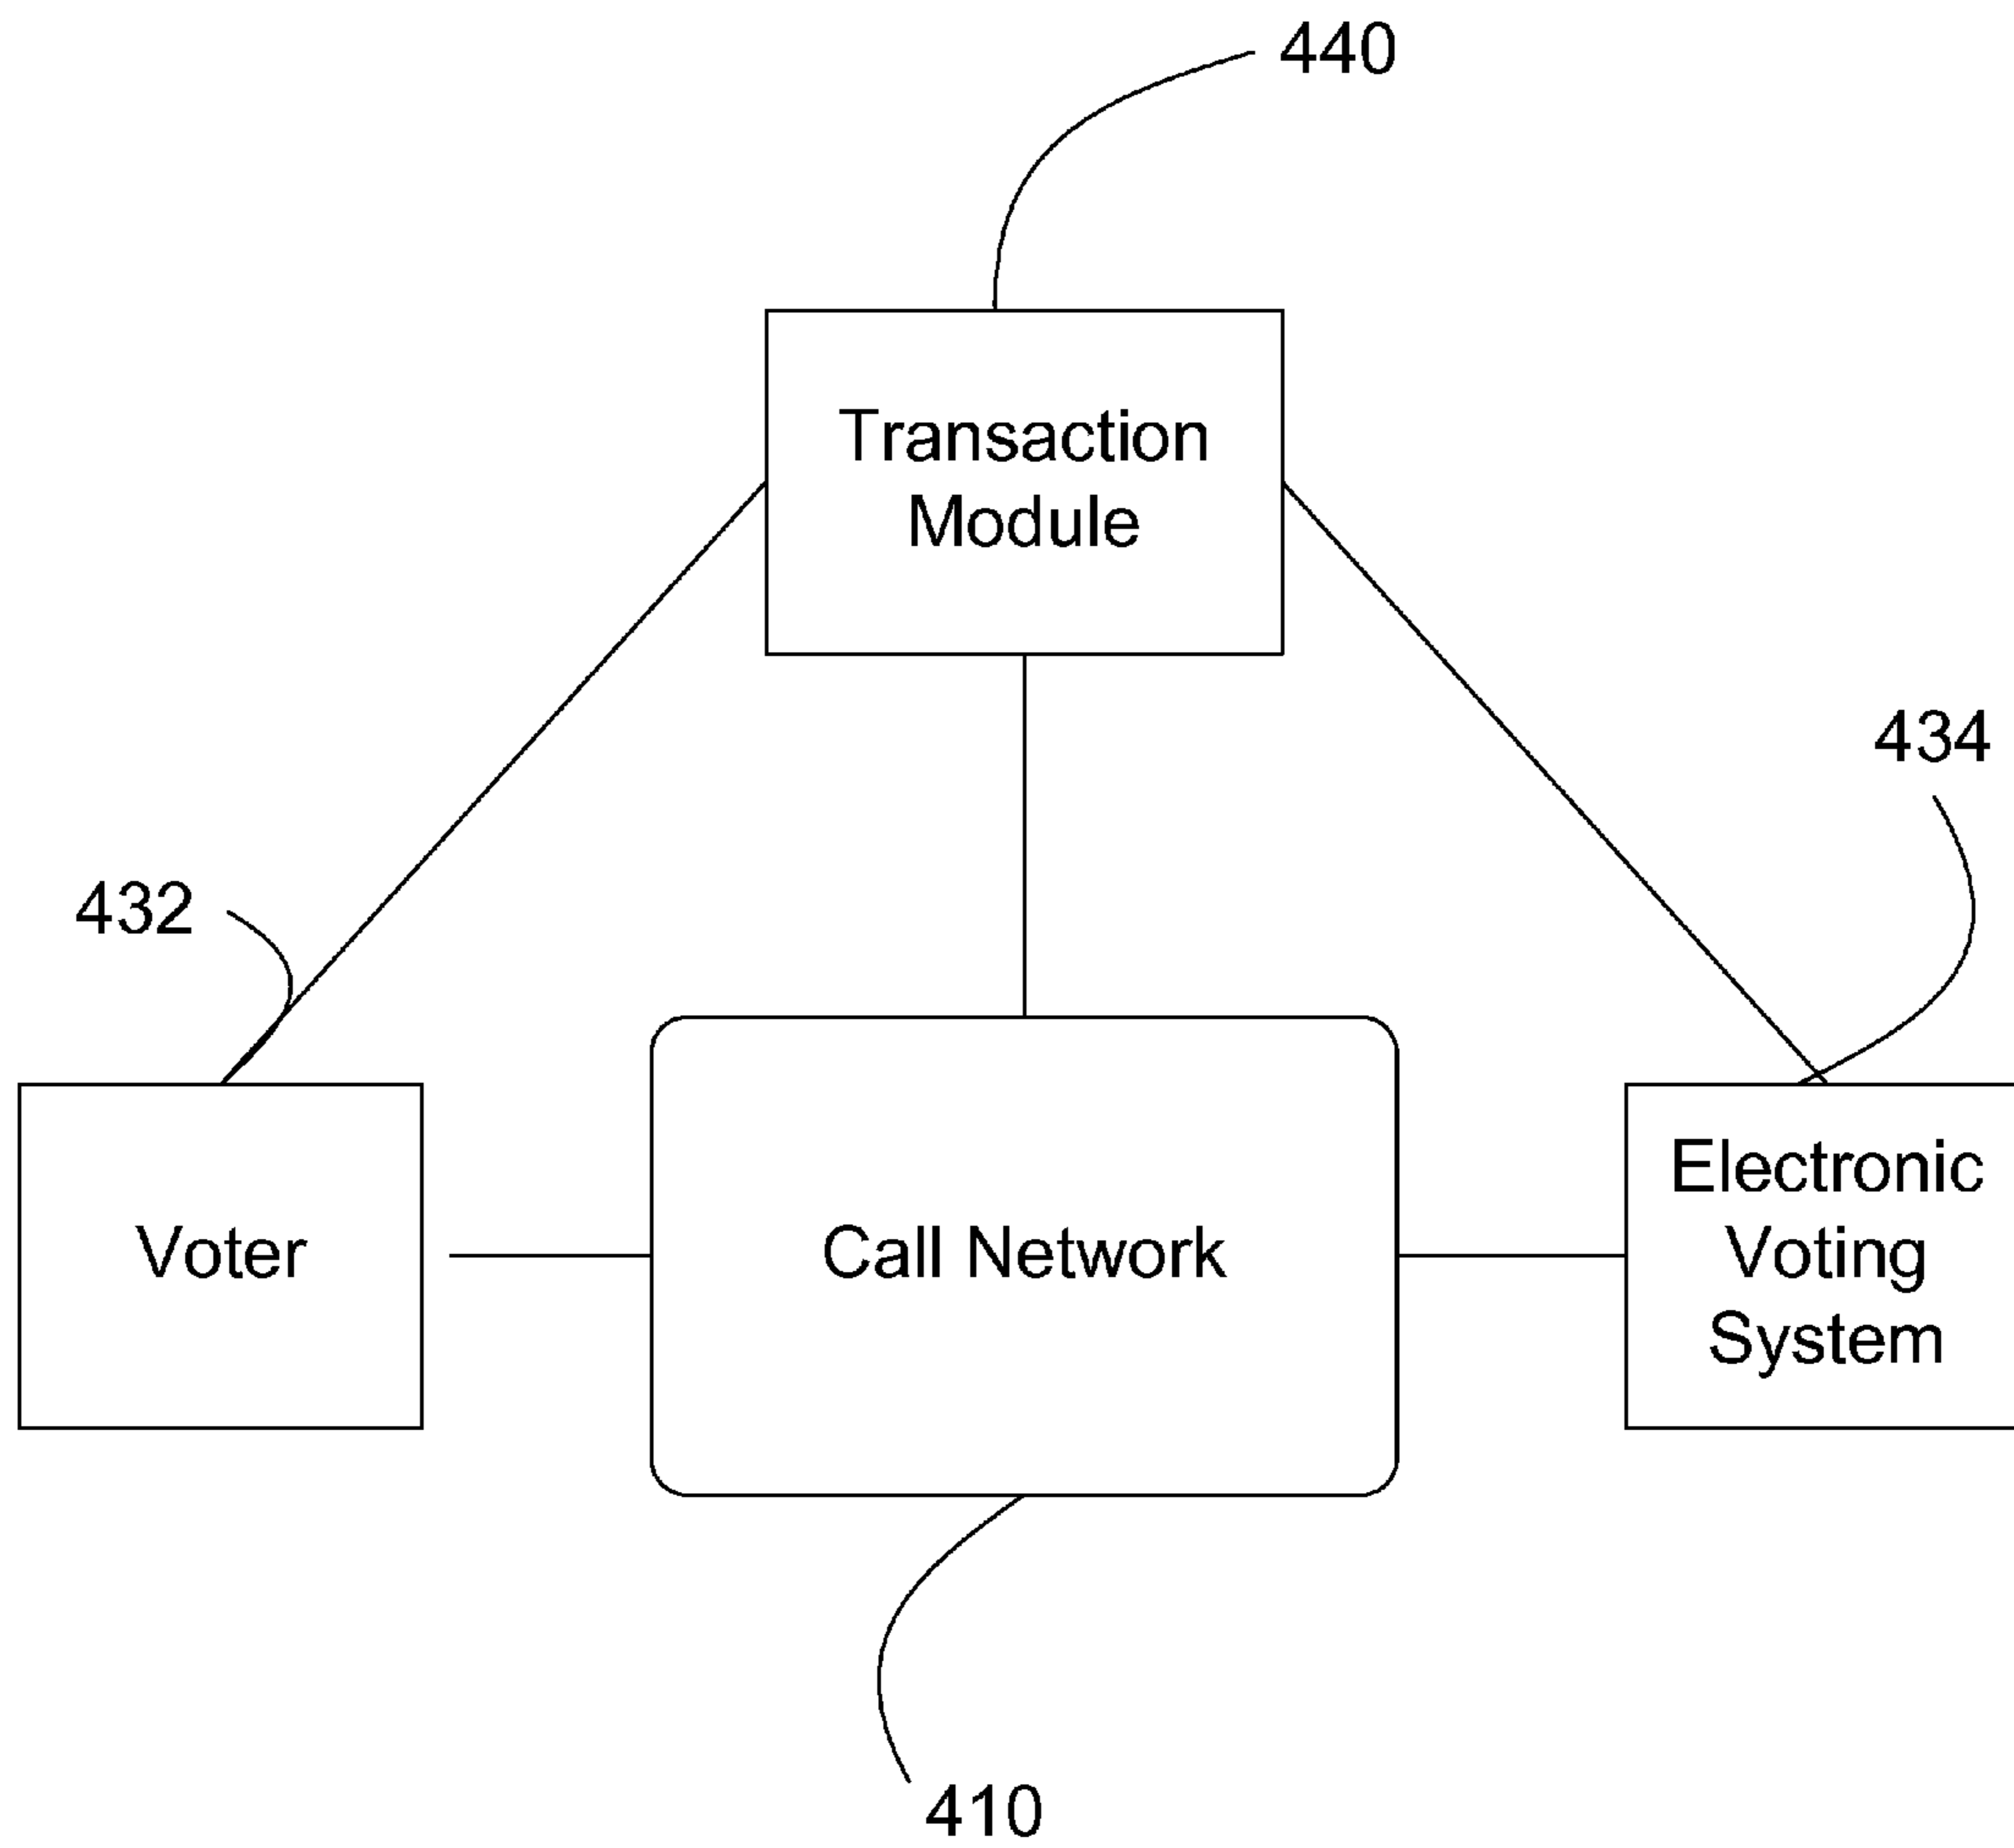 440
Transaction
Module
434
432
Voter
Call Network
Electronic
Voting
System
410